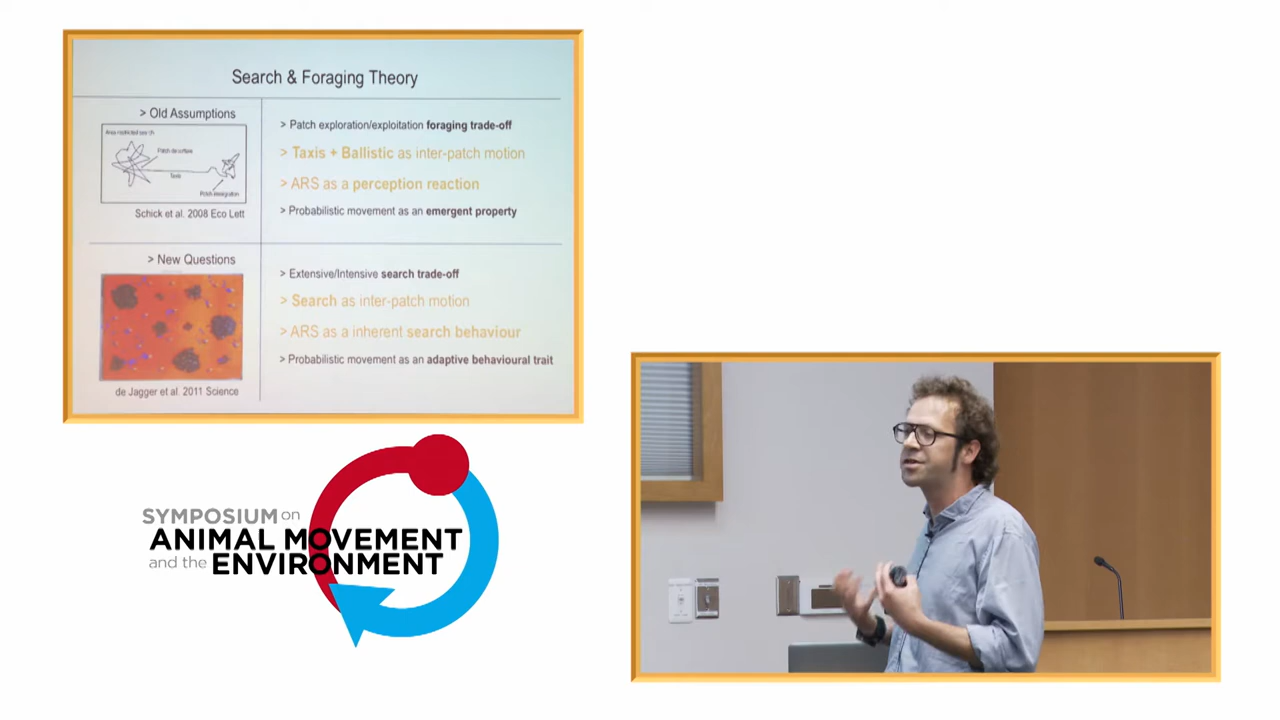 Search & Foraging Theory
> Old Assumptions
Patch departure
Taxis
Schick et al. 2008 Eco Lett
> Patch exploration/exploitation foraging trade-off
> Taxis + Ballistic as inter-patch motion
> ARS as a perception reaction
> Probabilistic movement as an emergent property
> New Questions
de Jagger et al. 2011 Science
> Extensive/Intensive search trade-off
> Search as inter-patch motion
> ARS as a inherent search behaviour
> Probabilistic movement as an adaptive behavioural trait
SYMPOSIUM on
ANIMAL MOVEMENT
and the ENVIRONMENT